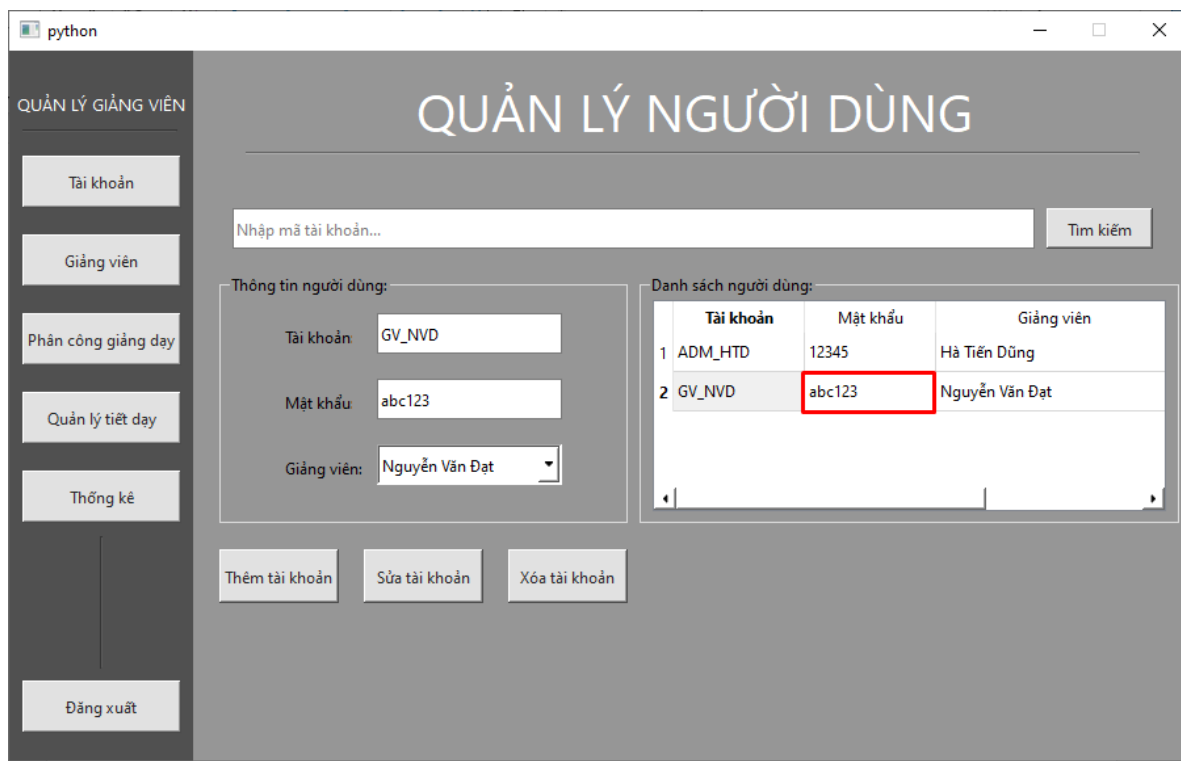 python
QUẢN LÝ GIẢNG VIÊN
Tài khoản
Giảng viên
Phân công giảng dạy
Quản lý tiết dạy
Thống kê
Đăng xuất
QUẢN LÝ NGƯỜI DÙNG
Nhập mã tài khoản...
Tìm kiếm
Thông tin người dùng:
Tài khoản: GV_NVD
Mật khẩu: abc123
Giảng viên: Nguyễn Văn Đạt
Danh sách người dùng:
Tài khoản Mật khẩu Giảng viên
1 ADM_HTD 12345 Hà Tiến Dũng
2 GV_NVD abc123 Nguyễn Văn Đạt
Thêm tài khoản
Sửa tài khoản
Xóa tài khoản